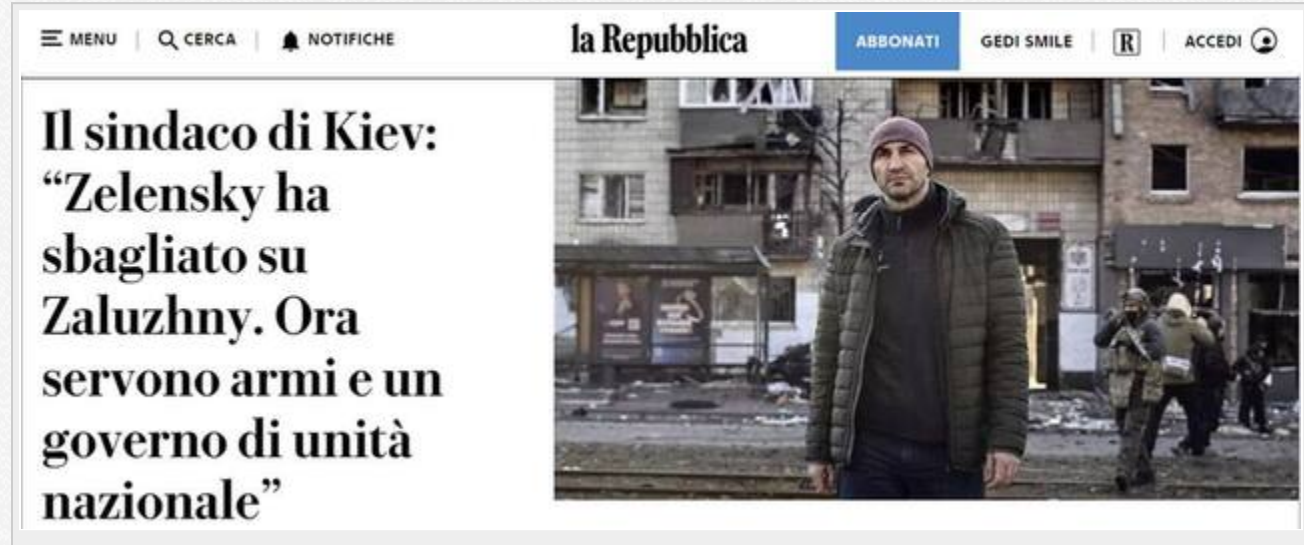 MENU | CERCA | NOTIFICHE la Repubblica ABBONATI GEDI SMILE | R | ACCEDI
Il sindaco di Kiev:
“Zelensky ha
sbagliato su
Zaluzhny. Ora
servono armi e un
governo di unità
nazionale”